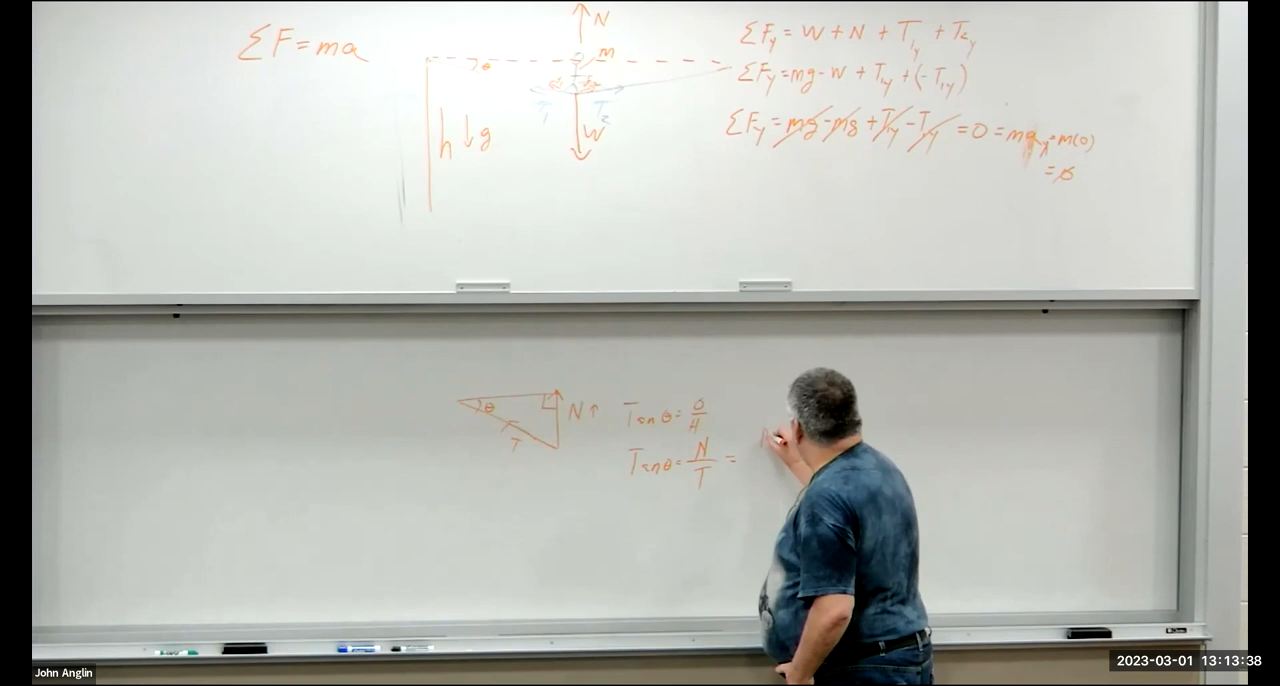 ΣF = ma
N
m
θ
T₁ T₂
W
h ↓g
ΣFy = W + N + T₁y + T₂y
ΣFy = mg - W + T₁y + (-T₁y)
ΣFy = mg - mg + T₁y - T₁y = 0 = may = m(0)
= 0
θ
N↑
T
Tan θ = O/A
Tan θ = N/T =
John Anglin
2023-03-01 13:13:38